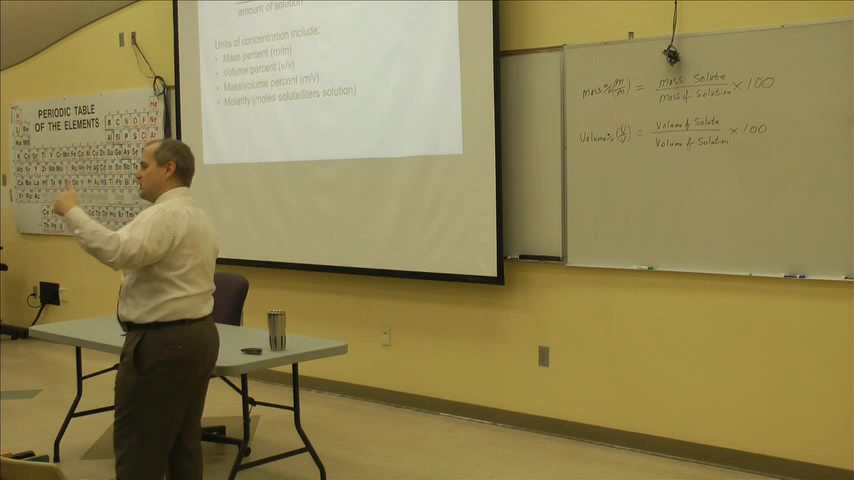 amount of solution
Units of concentration include:
• Mass percent (m/m)
• Volume percent (v/v)
• Mass/volume percent (m/v)
• Molarity (moles solute/liters solution)
PERIODIC TABLE
OF THE ELEMENTS
mass % (m/m) = mass solute / mass of solution × 100
Volume % (v/v) = Volume of solute / Volume of solution × 100